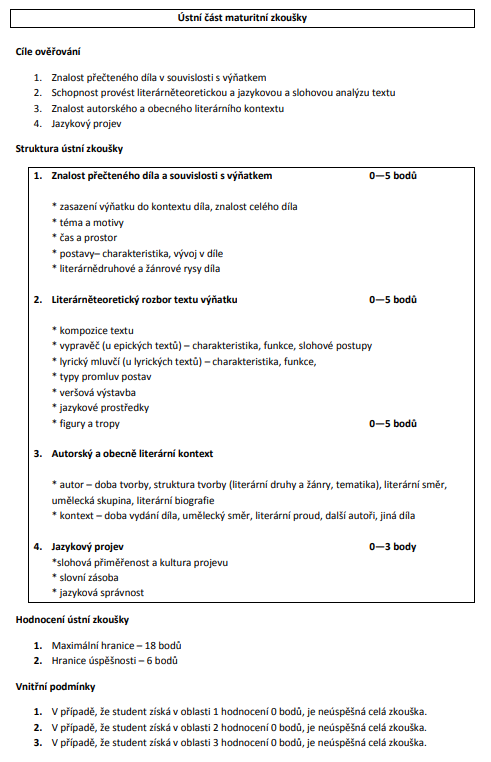 Ústní část maturitní zkoušky
Cíle ověřování
1. Znalost přečteného díla v souvislosti s výňatkem
2. Schopnost provést literárněteoretickou a jazykovou a slohovou analýzu textu
3. Znalost autorského a obecného literárního kontextu
4. Jazykový projev
Struktura ústní zkoušky
1. Znalost přečteného díla a souvislosti s výňatkem 0—5 bodů
* zasazení výňatku do kontextu díla, znalost celého díla
* téma a motivy
* čas a prostor
* postavy– charakteristika, vývoj v díle
* literárnědruhové a žánrové rysy díla
2. Literárněteoretický rozbor textu výňatku 0—5 bodů
* kompozice textu
* vypravěč (u epických textů) – charakteristika, funkce, slohové postupy
* lyrický mluvčí (u lyrických textů) – charakteristika, funkce,
* typy promluv postav
* veršová výstavba
* jazykové prostředky
* figury a tropy 0—5 bodů
3. Autorský a obecně literární kontext
* autor – doba tvorby, struktura tvorby (literární druhy a žánry, tematika), literární směr,
umělecká skupina, literární biografie
* kontext – doba vydání díla, umělecký směr, literární proud, další autoři, jiná díla
4. Jazykový projev 0—3 body
*slohová přiměřenost a kultura projevu
* slovní zásoba
* jazyková správnost
Hodnocení ústní zkoušky
1. Maximální hranice – 18 bodů
2. Hranice úspěšnosti – 6 bodů
Vnitřní podmínky
1. V případě, že student získá v oblasti 1 hodnocení 0 bodů, je neúspěšná celá zkouška.
2. V případě, že student získá v oblasti 2 hodnocení 0 bodů, je neúspěšná celá zkouška.
3. V případě, že student získá v oblasti 3 hodnocení 0 bodů, je neúspěšná celá zkouška.